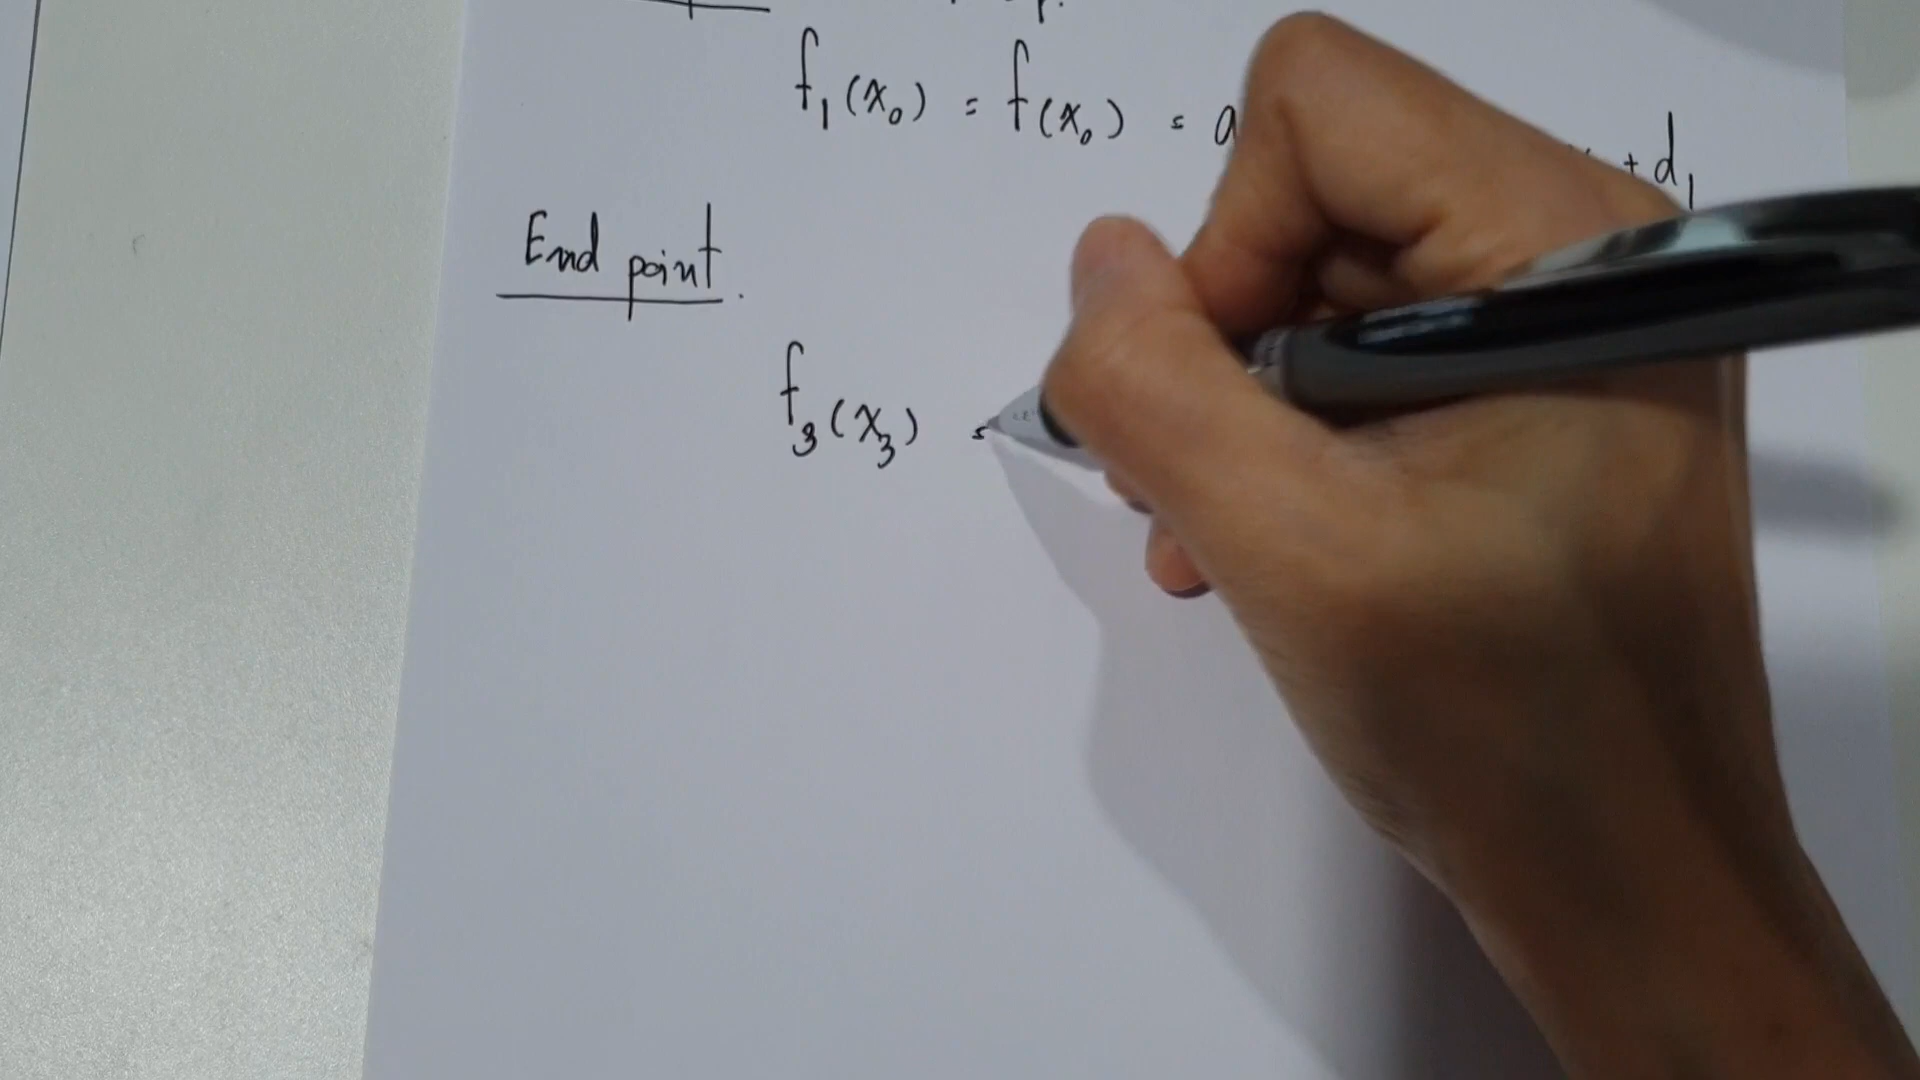 f₁(x₀) = f(x₀) = a + d₁
End point.
f₃(x₃) =